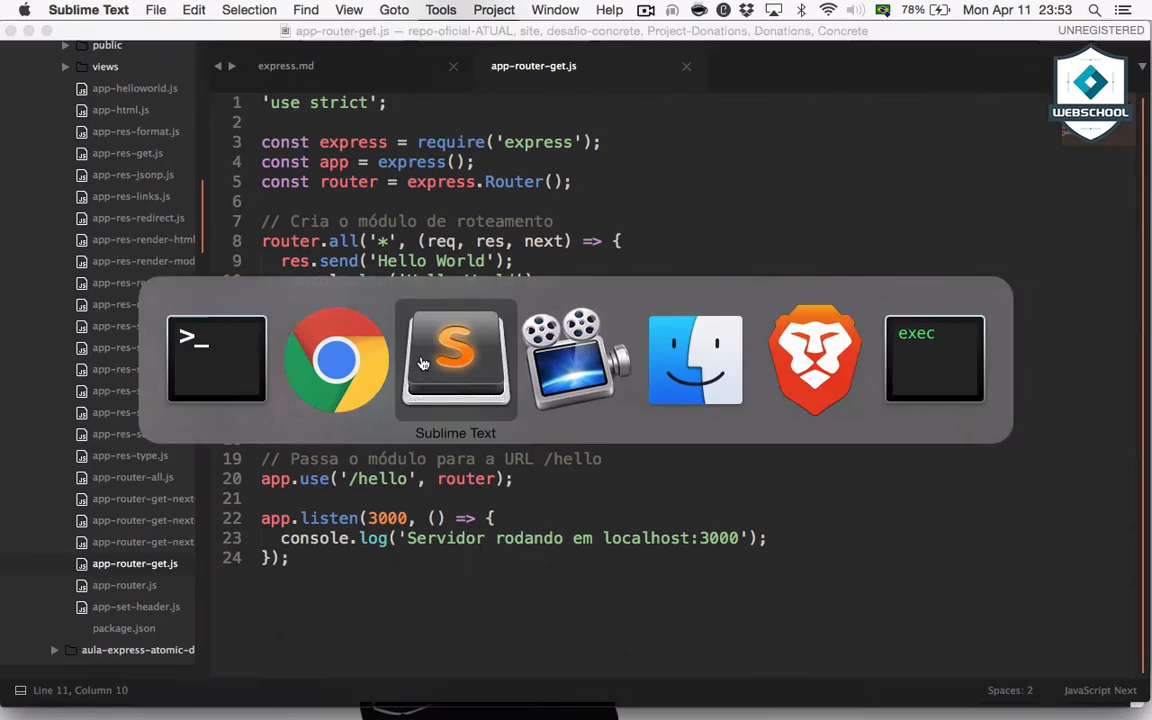 Sublime Text File Edit Selection Find View Goto Tools Project Window Help 78% Mon Apr 11 23:53
app-router-get.js — repo-oficial-ATUAL, site, desafio-concrete, Project-Donations, Donations, Concrete UNREGISTERED
public
views
app-helloworld.js
app-html.js
app-res-format.js
app-res-get.js
app-res-jsonp.js
app-res-links.js
app-res-redirect.js
app-res-render-html
app-res-render-mod
app-res-type.js
app-router-all.js
app-router-get-next
app-router-get-next
app-router-get-next
app-router-get.js
app-router.js
app-set-header.js
package.json
aula-express-atomic-d
express.md
app-router-get.js
WEBSCHOOL
1 'use strict';
2
3 const express = require('express');
4 const app = express();
5 const router = express.Router();
6
7 // Cria o módulo de roteamento
8 router.all('*', (req, res, next) => {
9 res.send('Hello World');
>_
exec
Sublime Text
19 // Passa o módulo para a URL /hello
20 app.use('/hello', router);
21
22 app.listen(3000, () => {
23 console.log('Servidor rodando em localhost:3000');
24 });
Line 11, Column 10
Spaces: 2
JavaScript Next